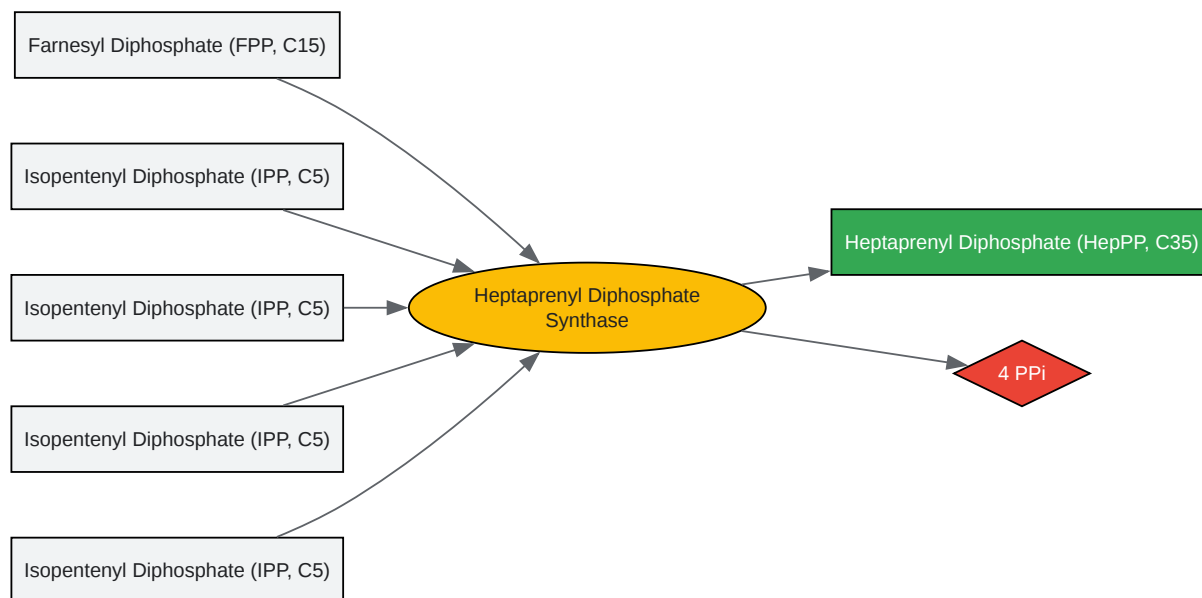 Farnesyl Diphosphate (FPP, C15)
Isopentenyl Diphosphate (IPP, C5)
Isopentenyl Diphosphate (IPP, C5)
Isopentenyl Diphosphate (IPP, C5)
Isopentenyl Diphosphate (IPP, C5)
Heptaprenyl Diphosphate
Synthase
Heptaprenyl Diphosphate (HepPP, C35)
4 PPi